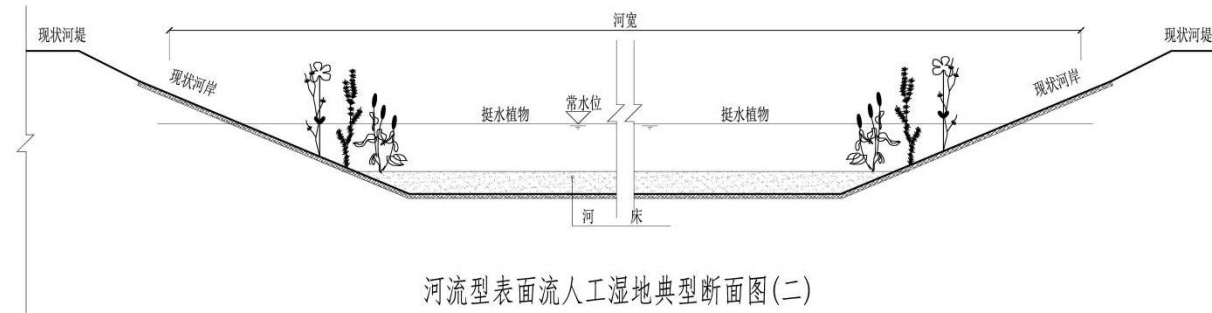 河宽
现状河堤
现状河堤
现状河岸
现状河岸
常水位
挺水植物
挺水植物
河 床
河流型表面流人工湿地典型断面图(二)